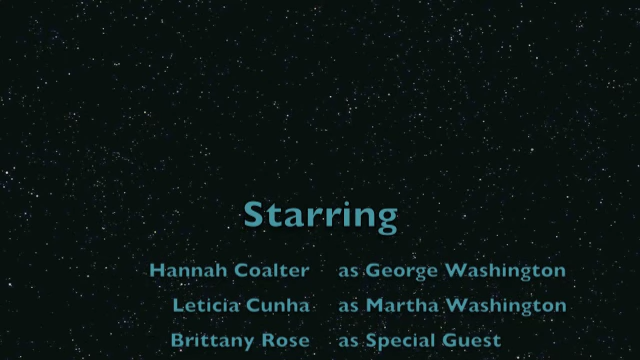 Starring
Hannah Coalter as George Washington
Leticia Cunha as Martha Washington
Brittany Rose as Special Guest